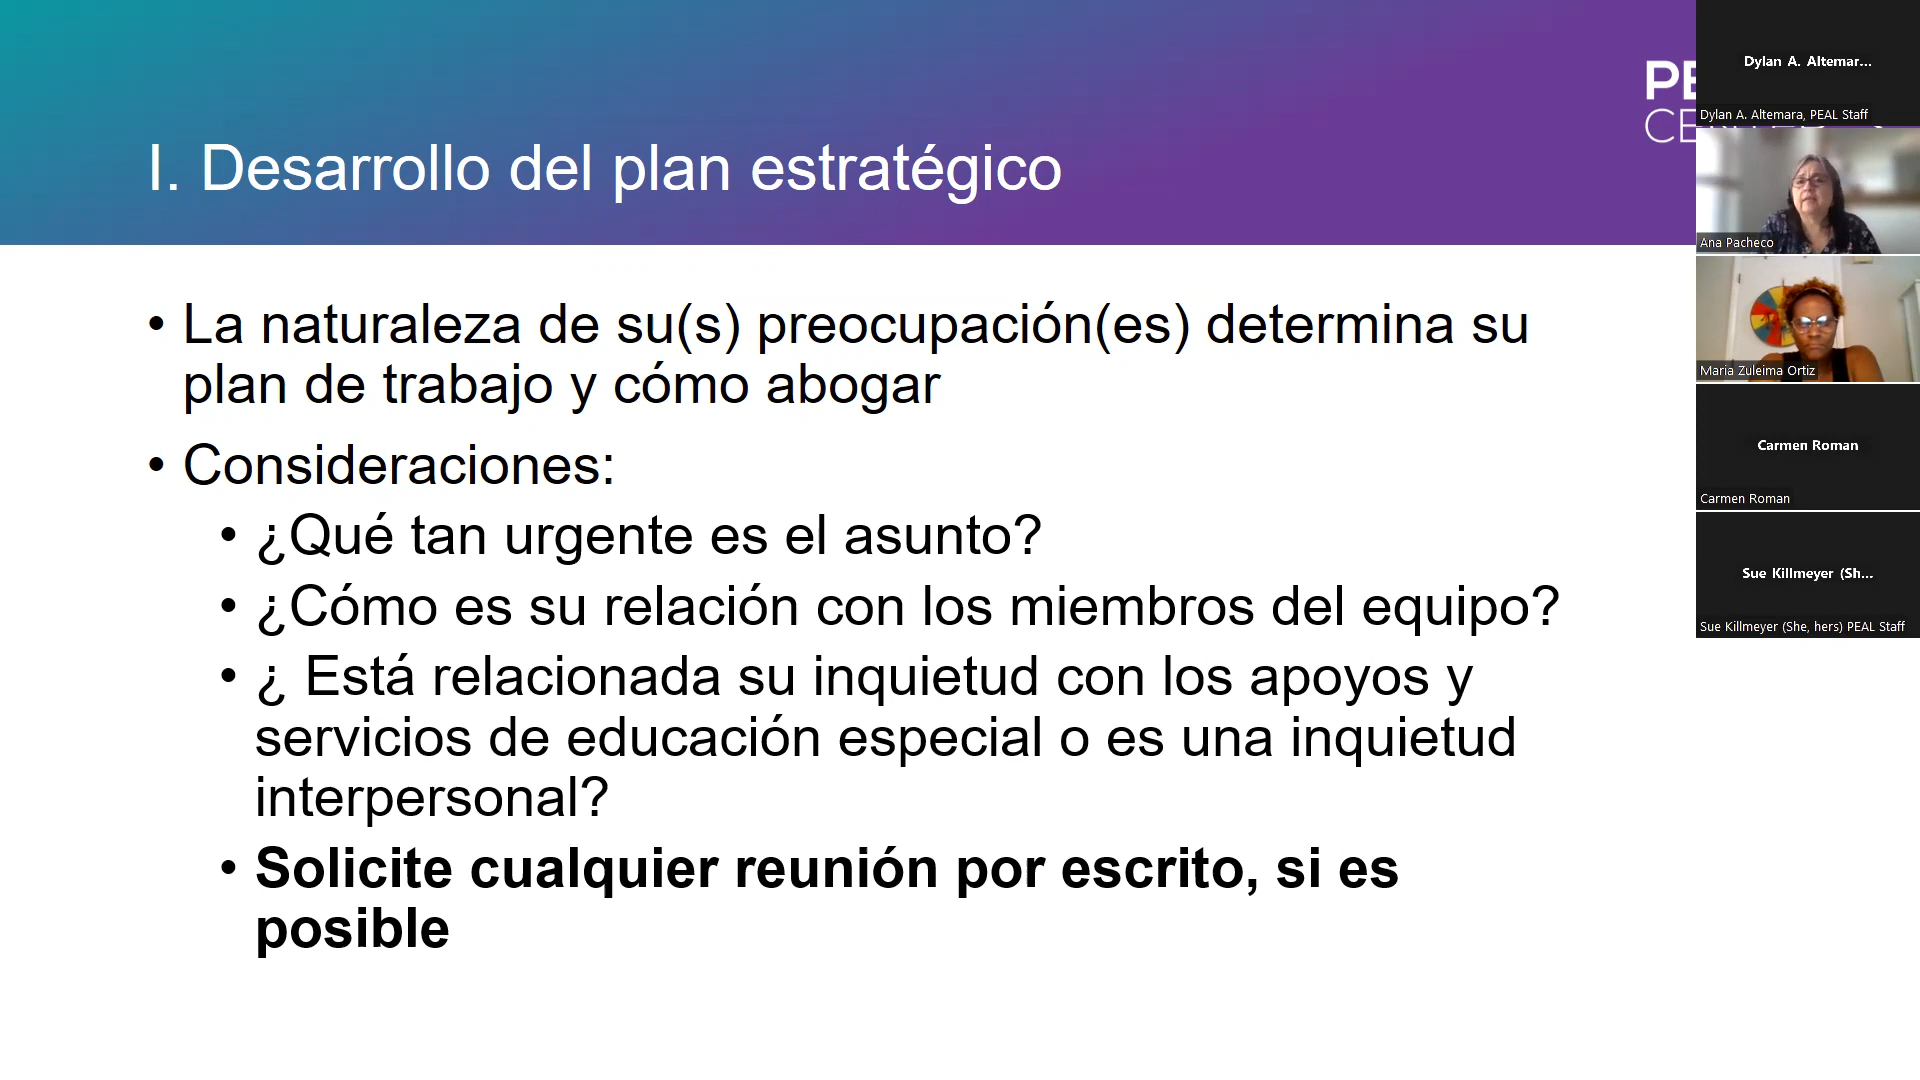 I. Desarrollo del plan estratégico
• La naturaleza de su(s) preocupación(es) determina su
plan de trabajo y cómo abogar
• Consideraciones:
• ¿Qué tan urgente es el asunto?
• ¿Cómo es su relación con los miembros del equipo?
• ¿ Está relacionada su inquietud con los apoyos y
servicios de educación especial o es una inquietud
interpersonal?
• Solicite cualquier reunión por escrito, si es
posible
PE
CE
Dylan A. Altemar...
Dylan A. Altemara, PEAL Staff
Ana Pacheco
Maria Zuleima Ortiz
Carmen Roman
Carmen Roman
Sue Killmeyer (Sh...
Sue Killmeyer (She, hers) PEAL Staff